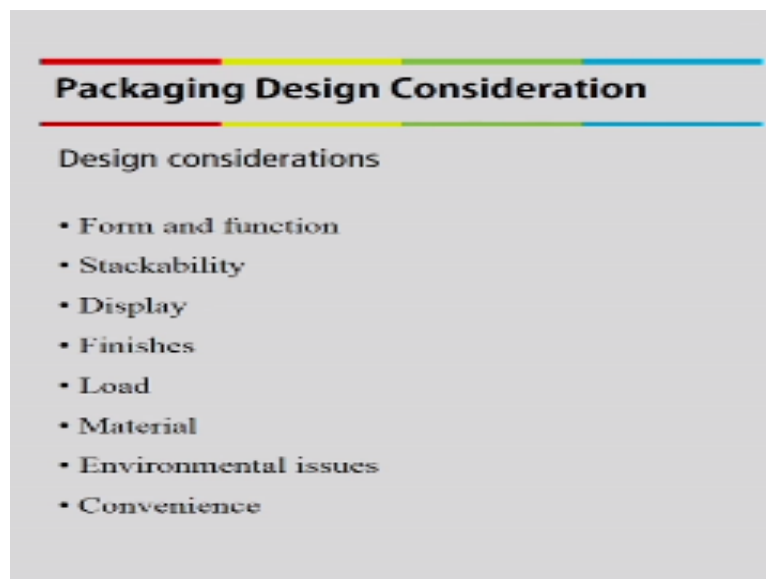 Packaging Design Consideration
Design considerations
• Form and function
• Stackability
• Display
• Finishes
• Load
• Material
• Environmental issues
• Convenience